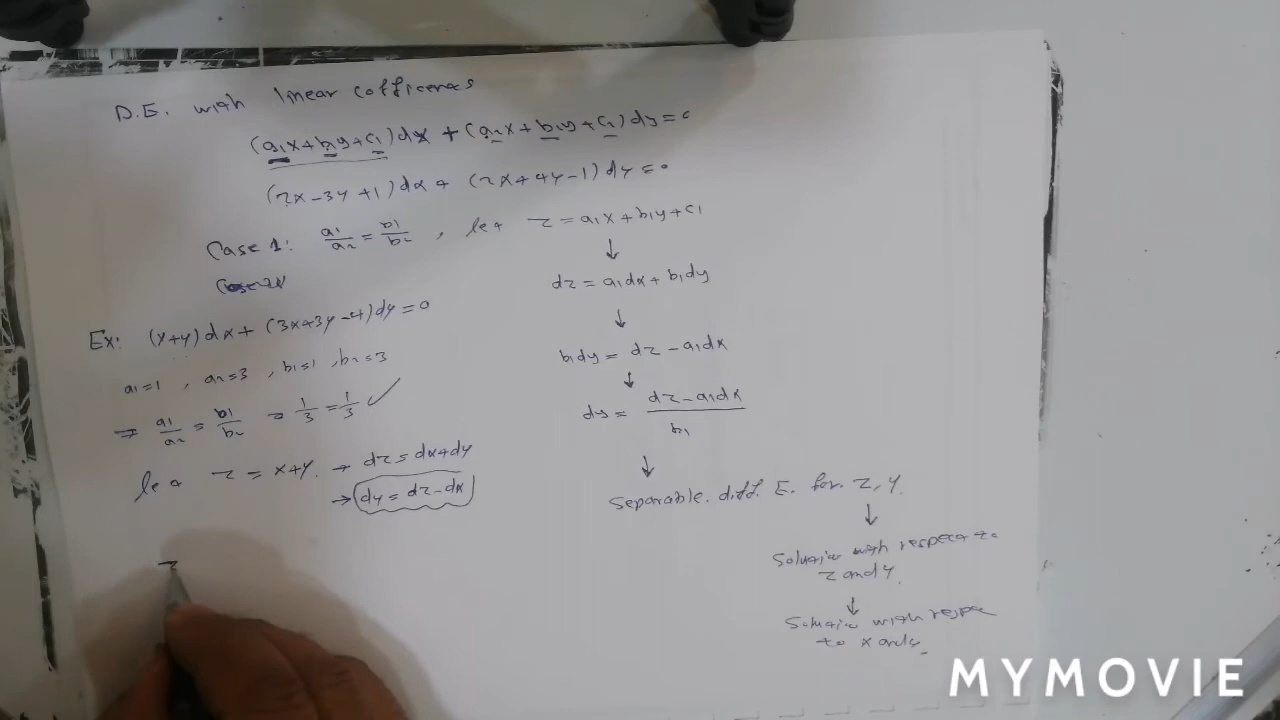 D.E. with linear cofficenes
(a1x+b1y+c1)dx + (a2x+b2y+c2)dy=0
(2x-3y+1)dx + (2x+4y-1)dy=0
Case 1: a1/a2 = b1/b2, let z=a1x+b1y+c1
↓
dz = a1dx+b1dy
Ex: (x+y)dx+(3x+3y-4)dy=0
↓
a1=1, a2=3, b1=1, b2=3
b1dy = dz - a1dx
↓
⇒ a1/a2 = b1/b2 ⇒ 1/3 = 1/3 ✓
dy = dz-a1dx / b1
let z = x+y. → dz=dx+dy
→ dy = dz-dx
↓
Separable. diff. E. for. z, y.
↓
Solution with respect to
z and y.
↓
Solution with respe
to x and y.
z
MYMOVIE